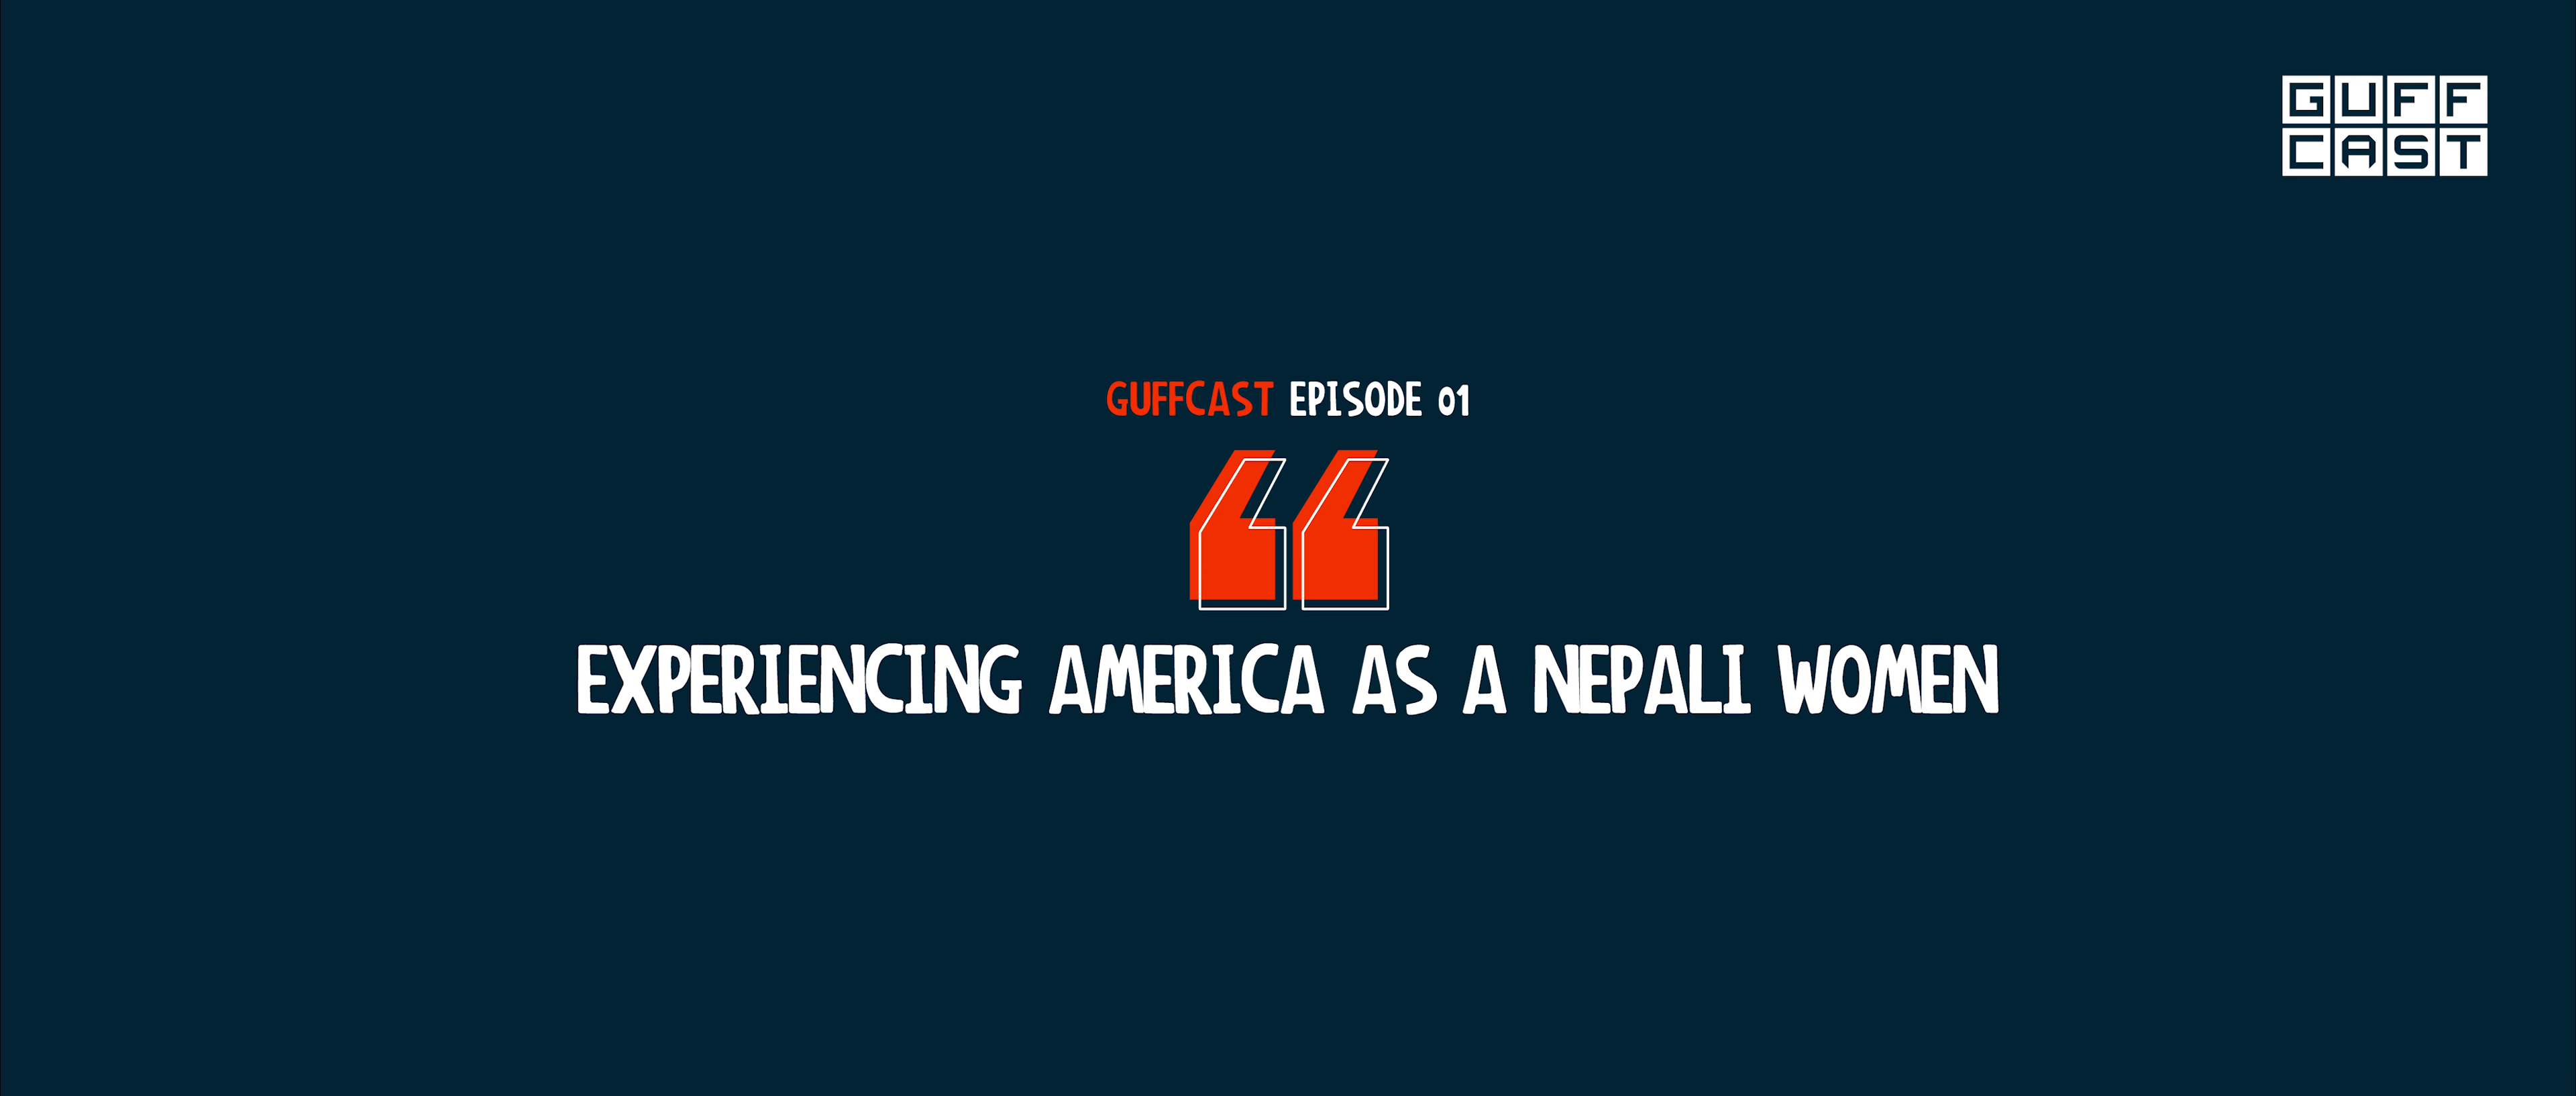 GUFF
CAST
GUFFCAST EPISODE 01
EXPERIENCING AMERICA AS A NEPALI WOMEN